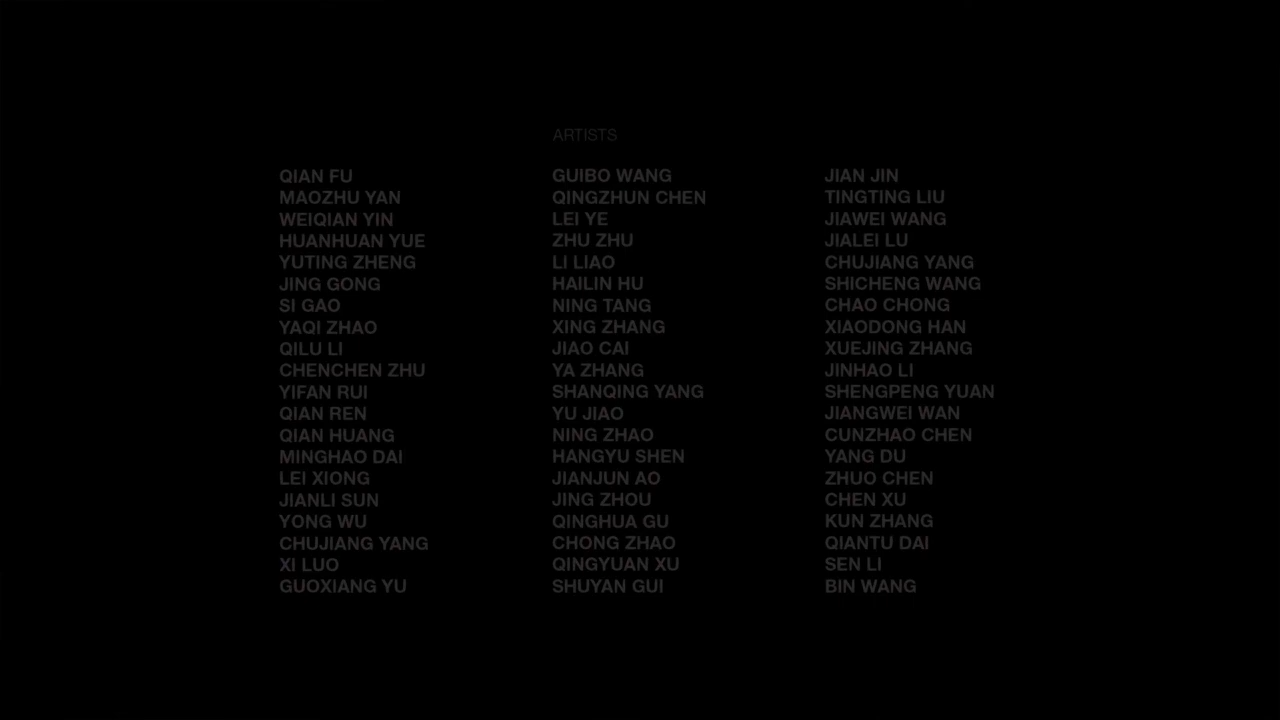 ARTISTS
QIAN FU
MAOZHU YAN
WEIQIAN YIN
HUANHUAN YUE
YUTING ZHENG
JING GONG
SI GAO
YAQI ZHAO
QILU LI
CHENCHEN ZHU
YIFAN RUI
QIAN REN
QIAN HUANG
MINGHAO DAI
LEI XIONG
JIANLI SUN
YONG WU
CHUJIANG YANG
XI LUO
GUOXIANG YU
GUIBO WANG
QINGZHUN CHEN
LEI YE
ZHU ZHU
LI LIAO
HAILIN HU
NING TANG
XING ZHANG
JIAO CAI
YA ZHANG
SHANQING YANG
YU JIAO
NING ZHAO
HANGYU SHEN
JIANJUN AO
JING ZHOU
QINGHUA GU
CHONG ZHAO
QINGYUAN XU
SHUYAN GUI
JIAN JIN
TINGTING LIU
JIAWEI WANG
JIALEI LU
CHUJIANG YANG
SHICHENG WANG
CHAO CHONG
XIAODONG HAN
XUEJING ZHANG
JINHAO LI
SHENGPENG YUAN
JIANGWEI WAN
CUNZHAO CHEN
YANG DU
ZHUO CHEN
CHEN XU
KUN ZHANG
QIANTU DAI
SEN LI
BIN WANG